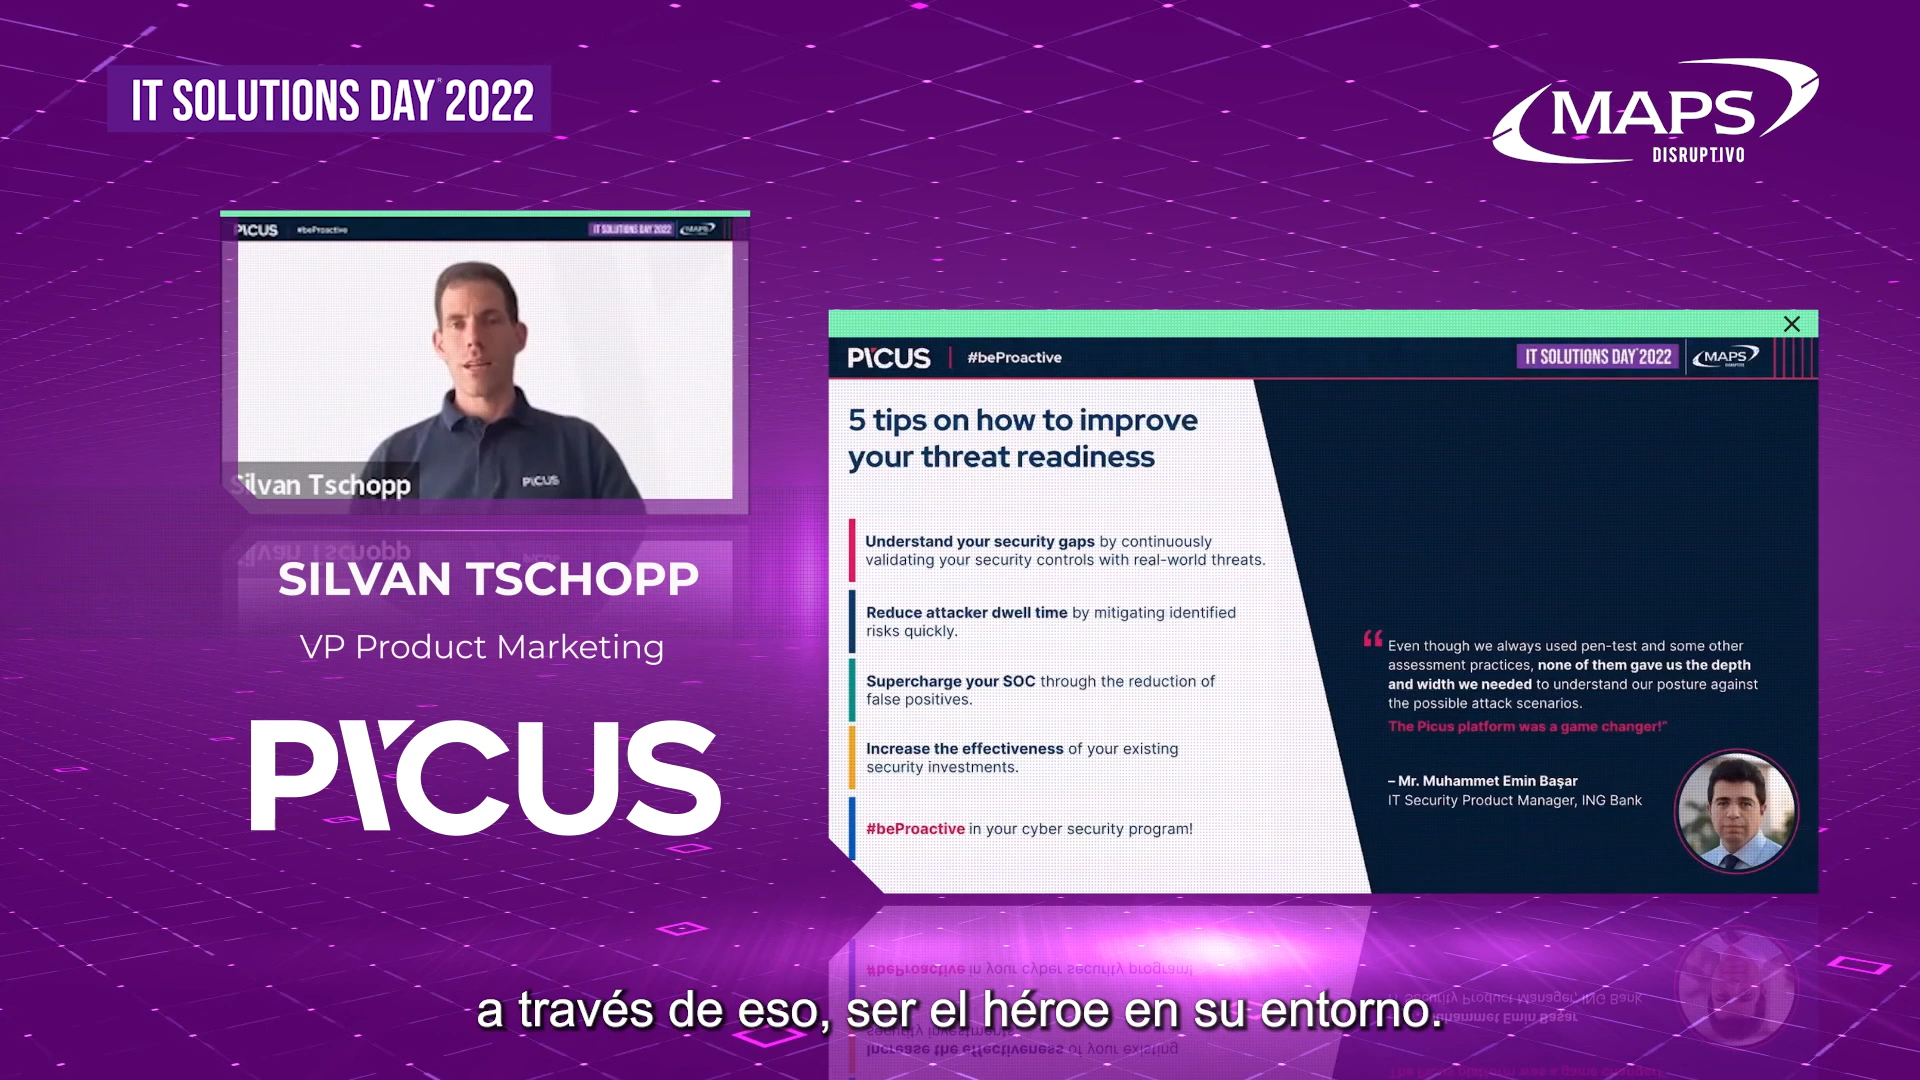 IT SOLUTIONS DAY® 2022
MAPS
DISRUPTIVO
PICUS
#beProactive
IT SOLUTIONS DAY 2022
MAPS
PICUS
Silvan Tschopp
SILVAN TSCHOPP
VP Product Marketing
PICUS
PICUS
#beProactive
IT SOLUTIONS DAY 2022
MAPS
5 tips on how to improve
your threat readiness
Understand your security gaps by continuously
validating your security controls with real-world threats.
Reduce attacker dwell time by mitigating identified
risks quickly.
Supercharge your SOC through the reduction of
false positives.
Increase the effectiveness of your existing
security investments.
#beProactive in your cyber security program!
“ Even though we always used pen-test and some other
assessment practices, none of them gave us the depth
and width we needed to understand our posture against
the possible attack scenarios.
The Picus platform was a game changer!"
– Mr. Muhammet Emin Başar
IT Security Product Manager, ING Bank
a través de eso, ser el héroe en su entorno.